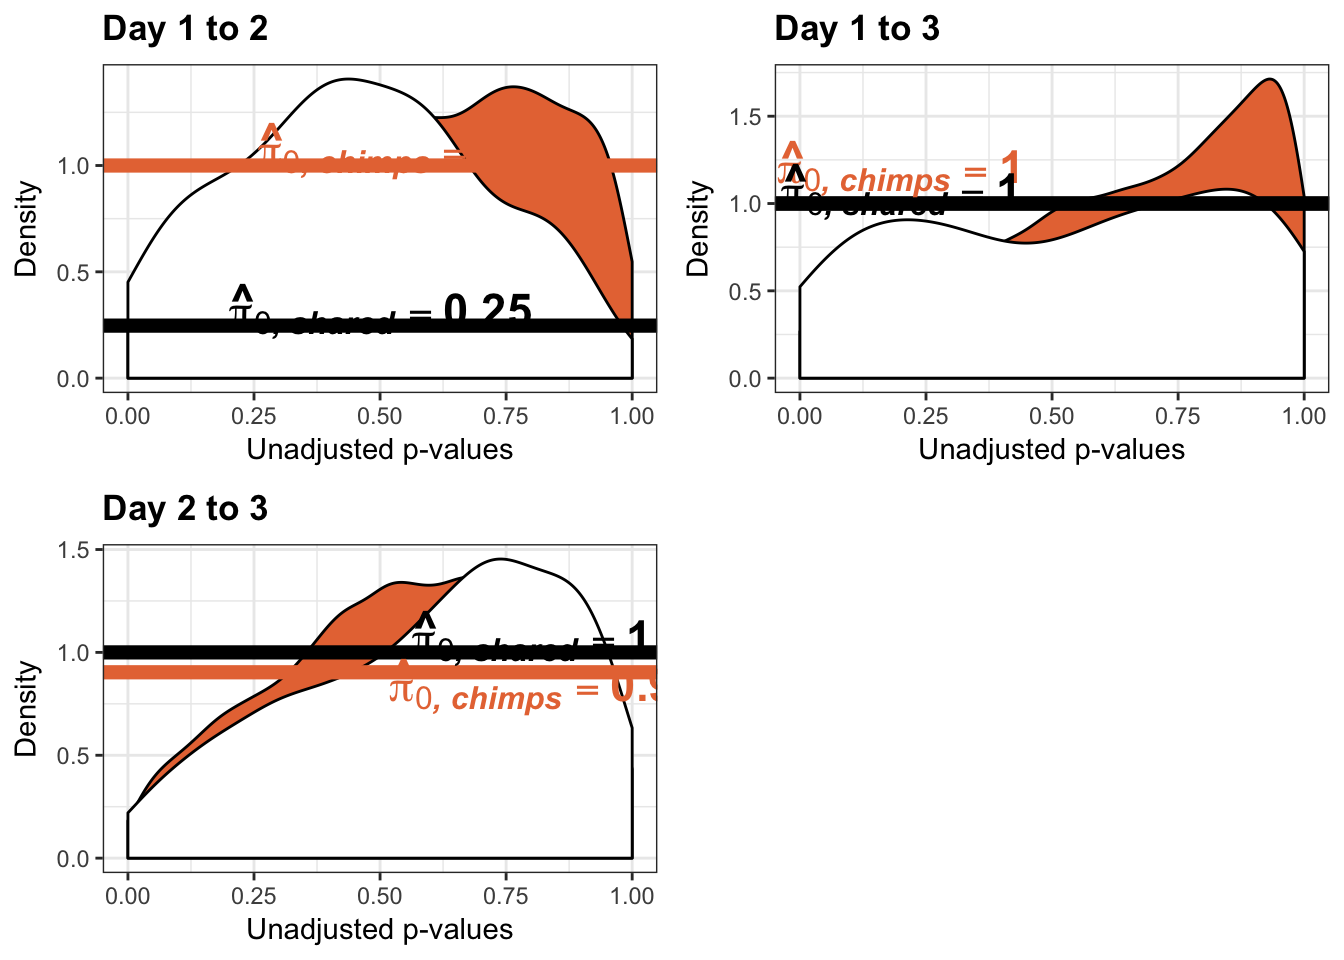 Day 1 to 2
Density
1.0
0.5
0.0
π̂0, chimps =
π̂0, shared = 0.25
0.00 0.25 0.50 0.75 1.00
Unadjusted p-values
Day 1 to 3
Density
1.5
1.0
0.5
0.0
π̂0, chimps = 1
π̂0, shared = 1
0.00 0.25 0.50 0.75 1.00
Unadjusted p-values
Day 2 to 3
Density
1.5
1.0
0.5
0.0
π̂0, shared = 1
π̂0, chimps = 0.9
0.00 0.25 0.50 0.75 1.00
Unadjusted p-values